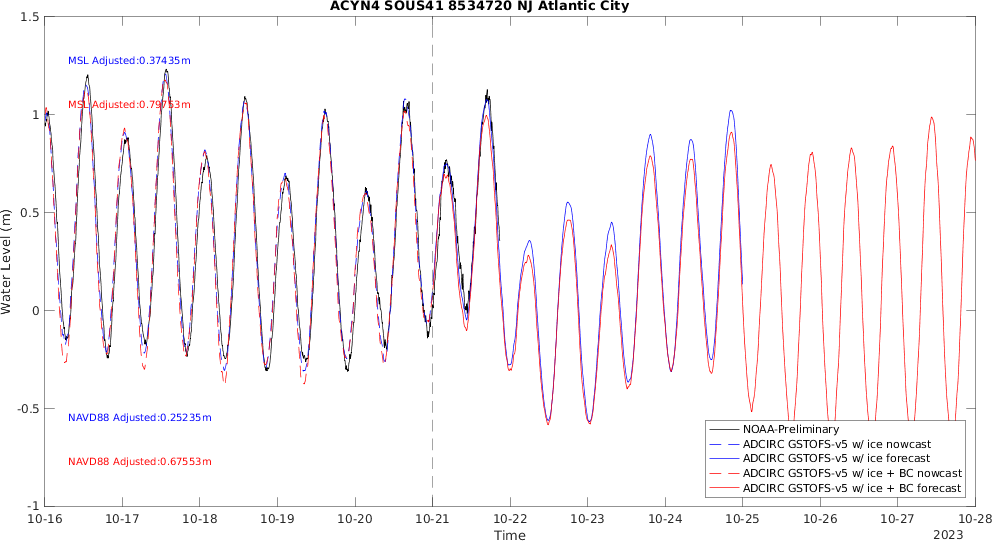 ACYN4 SOUS41 8534720 NJ Atlantic City
1.5
1
0.5
0
-0.5
-1
Water Level (m)
MSL Adjusted:0.37435m
MSL Adjusted:0.79753m
NAVD88 Adjusted:0.25235m
NAVD88 Adjusted:0.67553m
NOAA-Preliminary
ADCIRC GSTOFS-v5 w/ ice nowcast
ADCIRC GSTOFS-v5 w/ ice forecast
ADCIRC GSTOFS-v5 w/ ice + BC nowcast
ADCIRC GSTOFS-v5 w/ ice + BC forecast
10-16 10-17 10-18 10-19 10-20 10-21 10-22 10-23 10-24 10-25 10-26 10-27 10-28
Time
2023